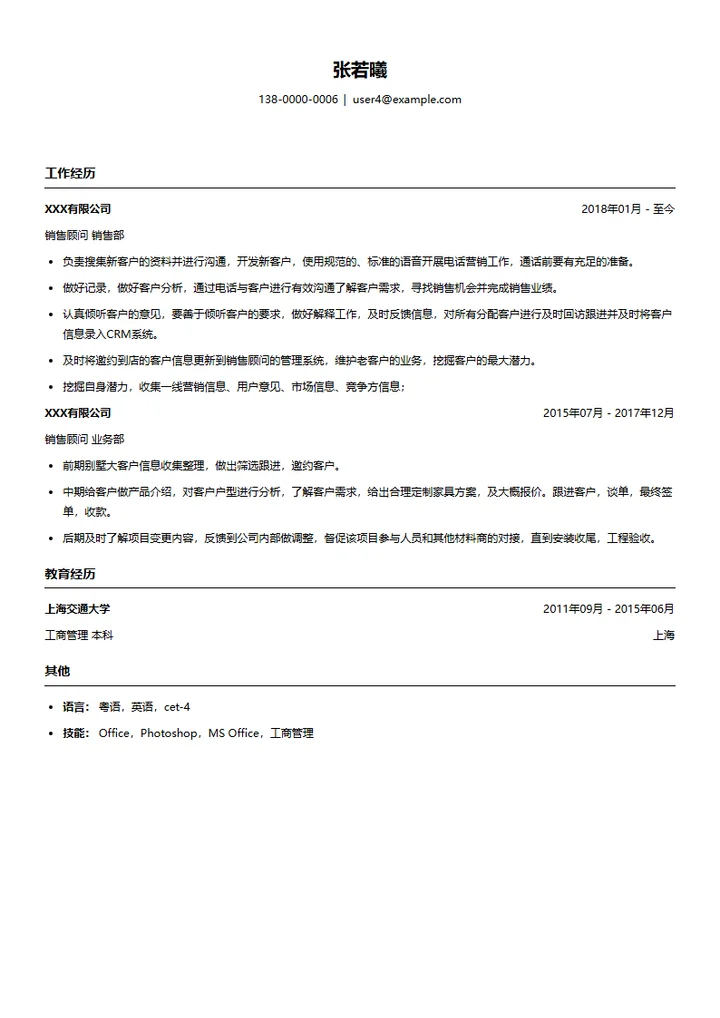 张若曦
138-0000-0006 | user4@example.com
工作经历
XXX有限公司 2018年01月 - 至今
销售顾问 销售部
• 负责搜集新客户的资料并进行沟通，开发新客户，使用规范的、标准的语音开展电话营销工作，通话前要有充足的准备。
• 做好记录，做好客户分析，通过电话与客户进行有效沟通了解客户需求，寻找销售机会并完成销售业绩。
• 认真倾听客户的意见，要善于倾听客户的要求，做好解释工作，及时反馈信息，对所有分配客户进行及时回访跟进并及时将客户
信息录入CRM系统。
• 及时将邀约到店的客户信息更新到销售顾问的管理系统，维护老客户的业务，挖掘客户的最大潜力。
• 挖掘自身潜力，收集一线营销信息、用户意见、市场信息、竞争方信息；
XXX有限公司 2015年07月 - 2017年12月
销售顾问 业务部
• 前期别墅大客户信息收集整理，做出筛选跟进，邀约客户。
• 中期给客户做产品介绍，对客户户型进行分析，了解客户需求，给出合理定制家具方案，及大概报价。跟进客户，谈单，最终签
单，收款。
• 后期及时了解项目变更内容，反馈到公司内部做调整，督促该项目参与人员和其他材料商的对接，直到安装收尾，工程验收。
教育经历
上海交通大学 2011年09月 - 2015年06月
工商管理 本科 上海
其他
• 语言： 粤语，英语，cet-4
• 技能： Office，Photoshop，MS Office，工商管理